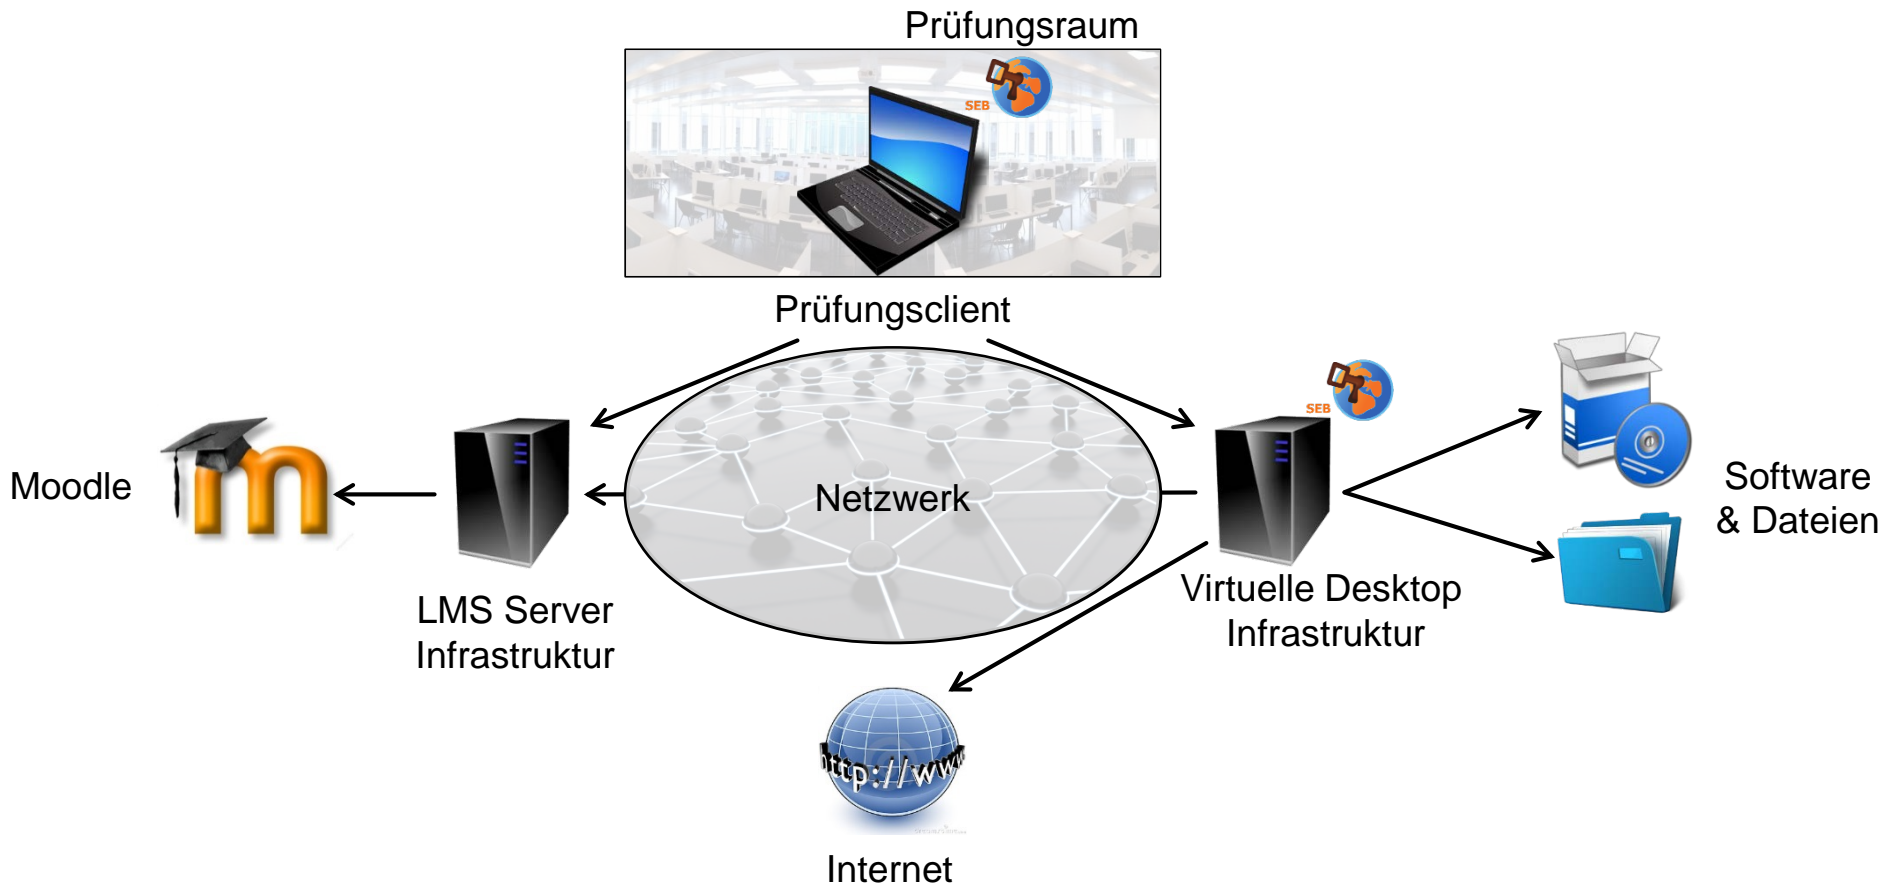 Prüfungsraum
SEB
Prüfungsclient
SEB
Moodle
Netzwerk
Software
& Dateien
LMS Server
Infrastruktur
Virtuelle Desktop
Infrastruktur
http://www
Internet